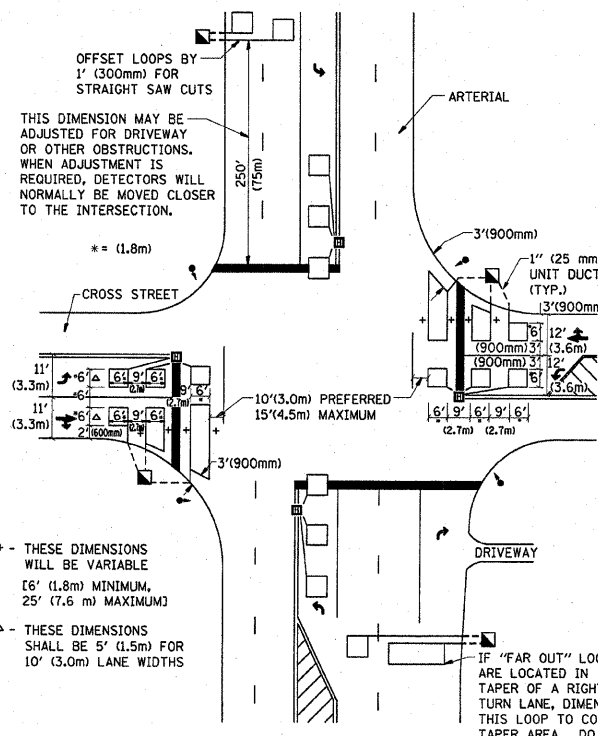 OFFSET LOOPS BY
1' (300mm) FOR
STRAIGHT SAW CUTS
ARTERIAL
THIS DIMENSION MAY BE
ADJUSTED FOR DRIVEWAY
OR OTHER OBSTRUCTIONS.
WHEN ADJUSTMENT IS
REQUIRED, DETECTORS WILL
NORMALLY BE MOVED CLOSER
TO THE INTERSECTION.
250'
(75m)
* = (1.8m)
3'(900mm)
1" (25 mm
UNIT DUCT
(TYP.)
CROSS STREET
3'(900mm
6'
12'
(3.6m)
(900mm) 3'
(900mm) 3'
12'
(3.6m)
6'
6' 9' 6' 9' 6'
(2.7m) (2.7m)
11'
(3.3m)
*6'
6' 9' 6'
(2.7m)
9' 6'
(2.7m)
*6'
11'
(3.3m)
*6'
6' 9' 6'
(2.7m)
2' (600mm)
10'(3.0m) PREFERRED
15'(4.5m) MAXIMUM
3'(900mm)
+ - THESE DIMENSIONS
WILL BE VARIABLE
[6' (1.8m) MINIMUM,
25' (7.6 m) MAXIMUM]
DRIVEWAY
△ - THESE DIMENSIONS
SHALL BE 5' (1.5m) FOR
10' (3.0m) LANE WIDTHS
IF "FAR OUT" LOO
ARE LOCATED IN
TAPER OF A RIGHT
TURN LANE, DIMEN
THIS LOOP TO CO
TAPER AREA. DO